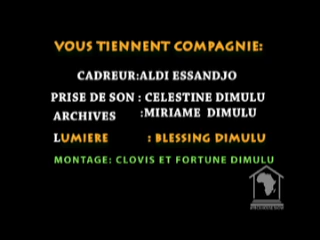 VOUS TIENNENT COMPAGNIE:
CADREUR:ALDI ESSANDJO
PRISE DE SON : CELESTINE DIMULU
ARCHIVES :MIRIAME DIMULU
LUMIERE : BLESSING DIMULU
MONTAGE: CLOVIS ET FORTUNE DIMULU